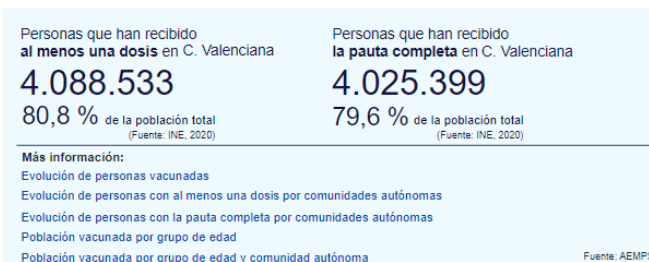 Personas que han recibido
al menos una dosis en C. Valenciana
4.088.533
80,8 % de la población total
(Fuente: INE, 2020)
Personas que han recibido
la pauta completa en C. Valenciana
4.025.399
79,6 % de la población total
(Fuente: INE, 2020)
Más información:
Evolución de personas vacunadas
Evolución de personas con al menos una dosis por comunidades autónomas
Evolución de personas con la pauta completa por comunidades autónomas
Población vacunada por grupo de edad
Población vacunada por grupo de edad y comunidad autónoma
Fuente: AEMPS